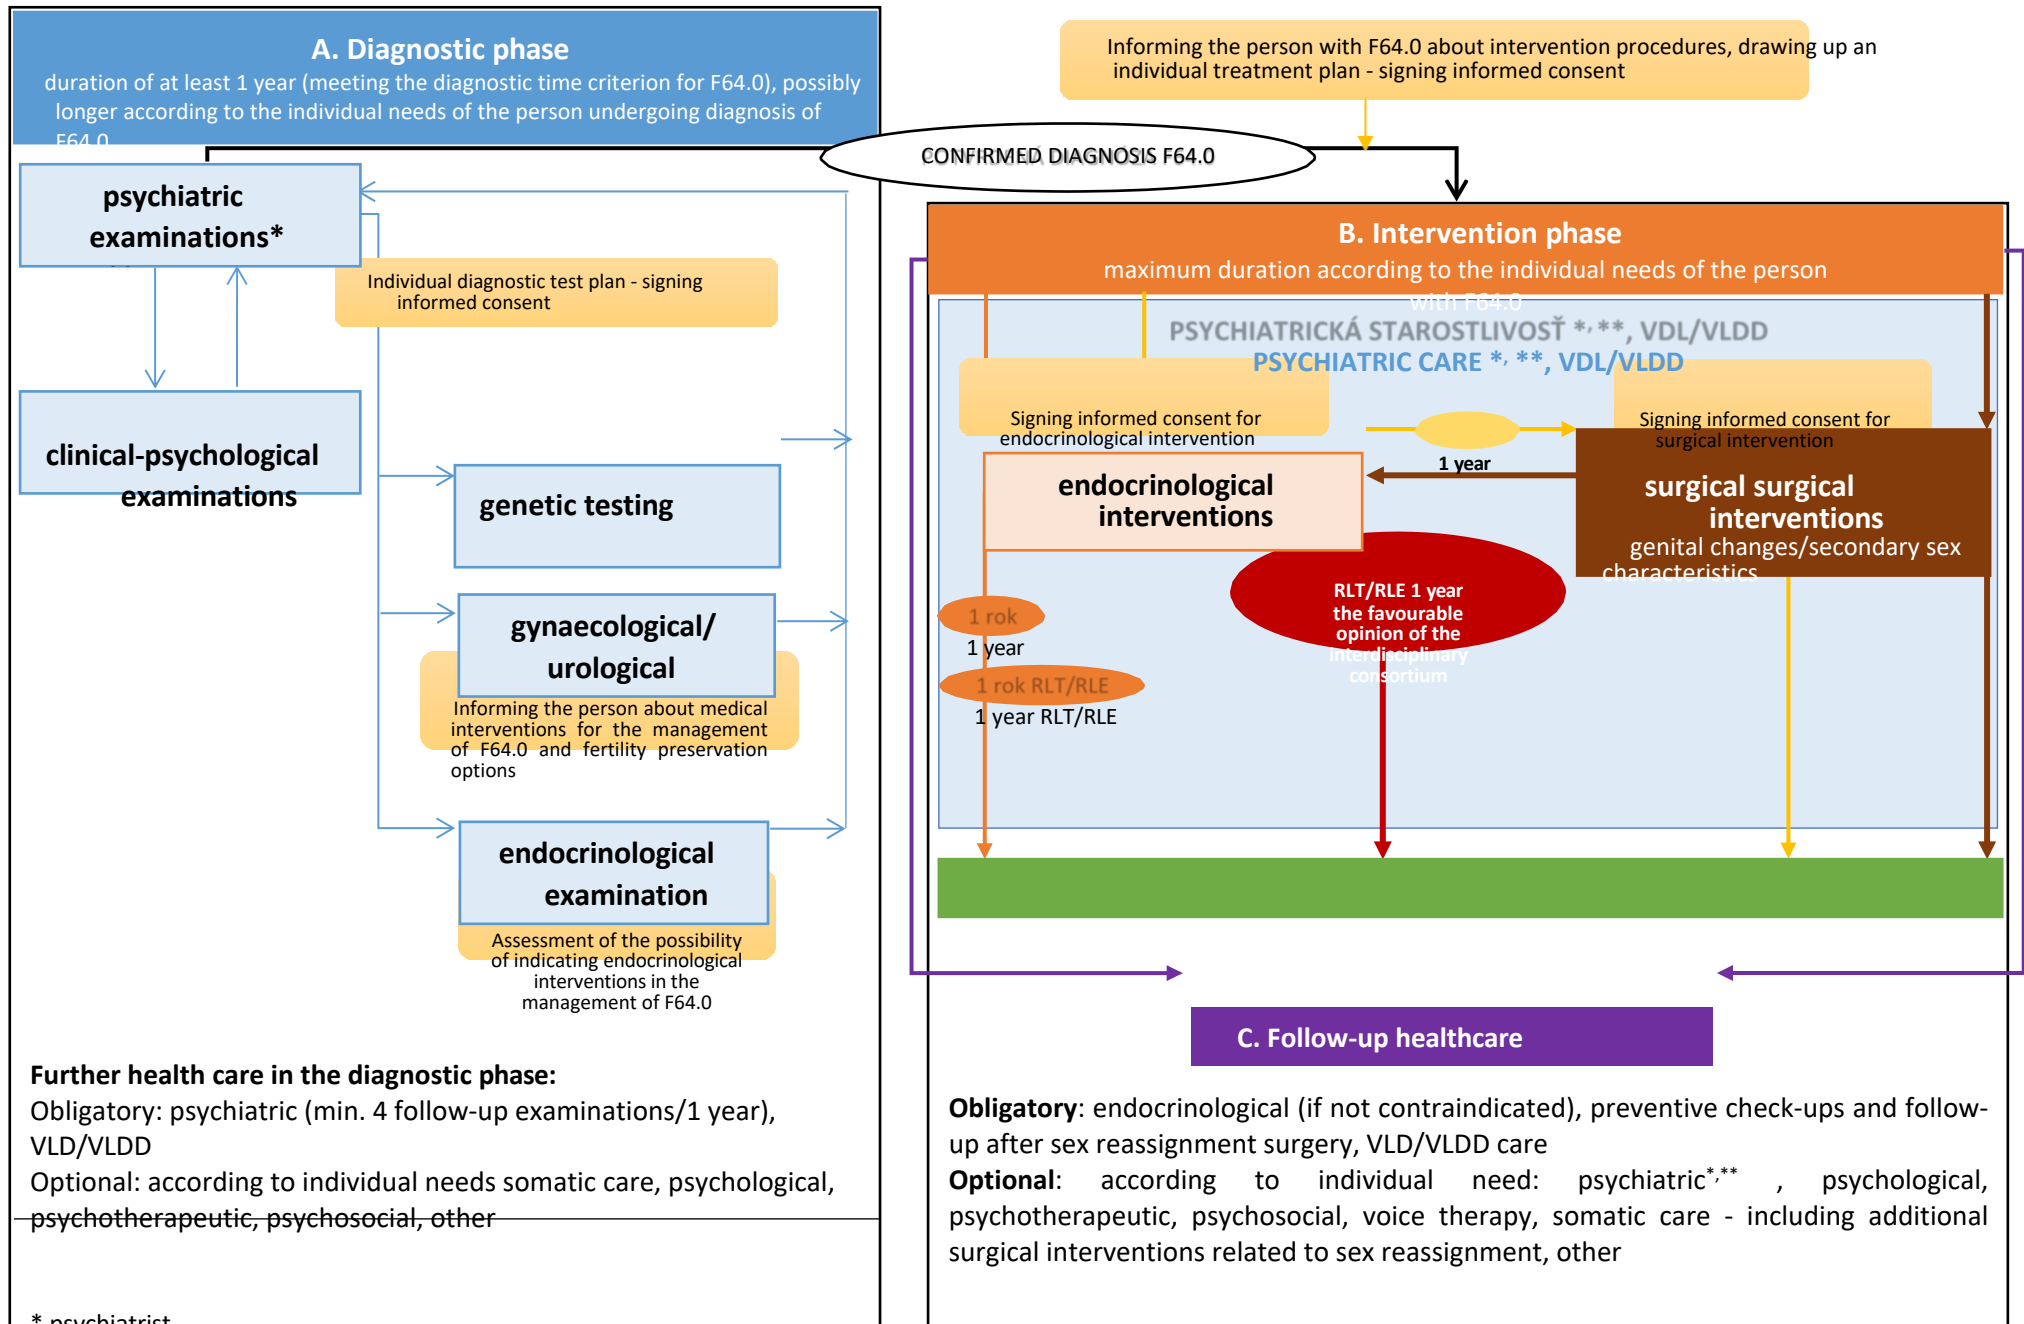 A. Diagnostic phase
duration of at least 1 year (meeting the diagnostic time criterion for F64.0), possibly
longer according to the individual needs of the person undergoing diagnosis of
F64.0
psychiatric
examinations*
Individual diagnostic test plan - signing
informed consent
clinical-psychological
examinations
genetic testing
gynaecological/
urological
Informing the person about medical
interventions for the management
of F64.0 and fertility preservation
options
endocrinological
examination
Assessment of the possibility
of indicating endocrinological
interventions in the
management of F64.0
Further health care in the diagnostic phase:
Obligatory: psychiatric (min. 4 follow-up examinations/1 year),
VLD/VLDD
Optional: according to individual needs somatic care, psychological,
psychotherapeutic, psychosocial, other
* psychiatrist
Informing the person with F64.0 about intervention procedures, drawing up an
individual treatment plan - signing informed consent
CONFIRMED DIAGNOSIS F64.0
B. Intervention phase
maximum duration according to the individual needs of the person
with F64.0
PSYCHIATRICKÁ STAROSTLIVOSŤ *, **, VDL/VLDD
PSYCHIATRIC CARE *, **, VDL/VLDD
Signing informed consent for
endocrinological intervention
1 year
Signing informed consent for
surgical intervention
endocrinological
interventions
surgical surgical
interventions
genital changes/secondary sex
characteristics
RLT/RLE 1 year
the favourable
opinion of the
interdisciplinary
consortium
1 rok
1 year
1 rok RLT/RLE
1 year RLT/RLE
C. Follow-up healthcare
Obligatory: endocrinological (if not contraindicated), preventive check-ups and follow-
up after sex reassignment surgery, VLD/VLDD care
Optional: according to individual need: psychiatric*,** , psychological,
psychotherapeutic, psychosocial, voice therapy, somatic care - including additional
surgical interventions related to sex reassignment, other